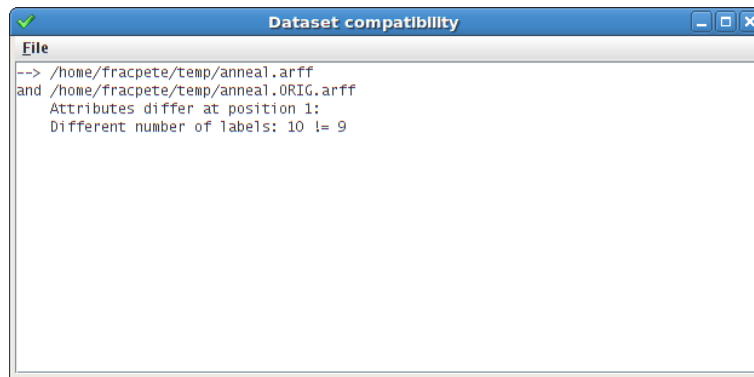 Dataset compatibility
File
--> /home/fracpete/temp/anneal.arff
and /home/fracpete/temp/anneal.ORIG.arff
Attributes differ at position 1:
Different number of labels: 10 != 9